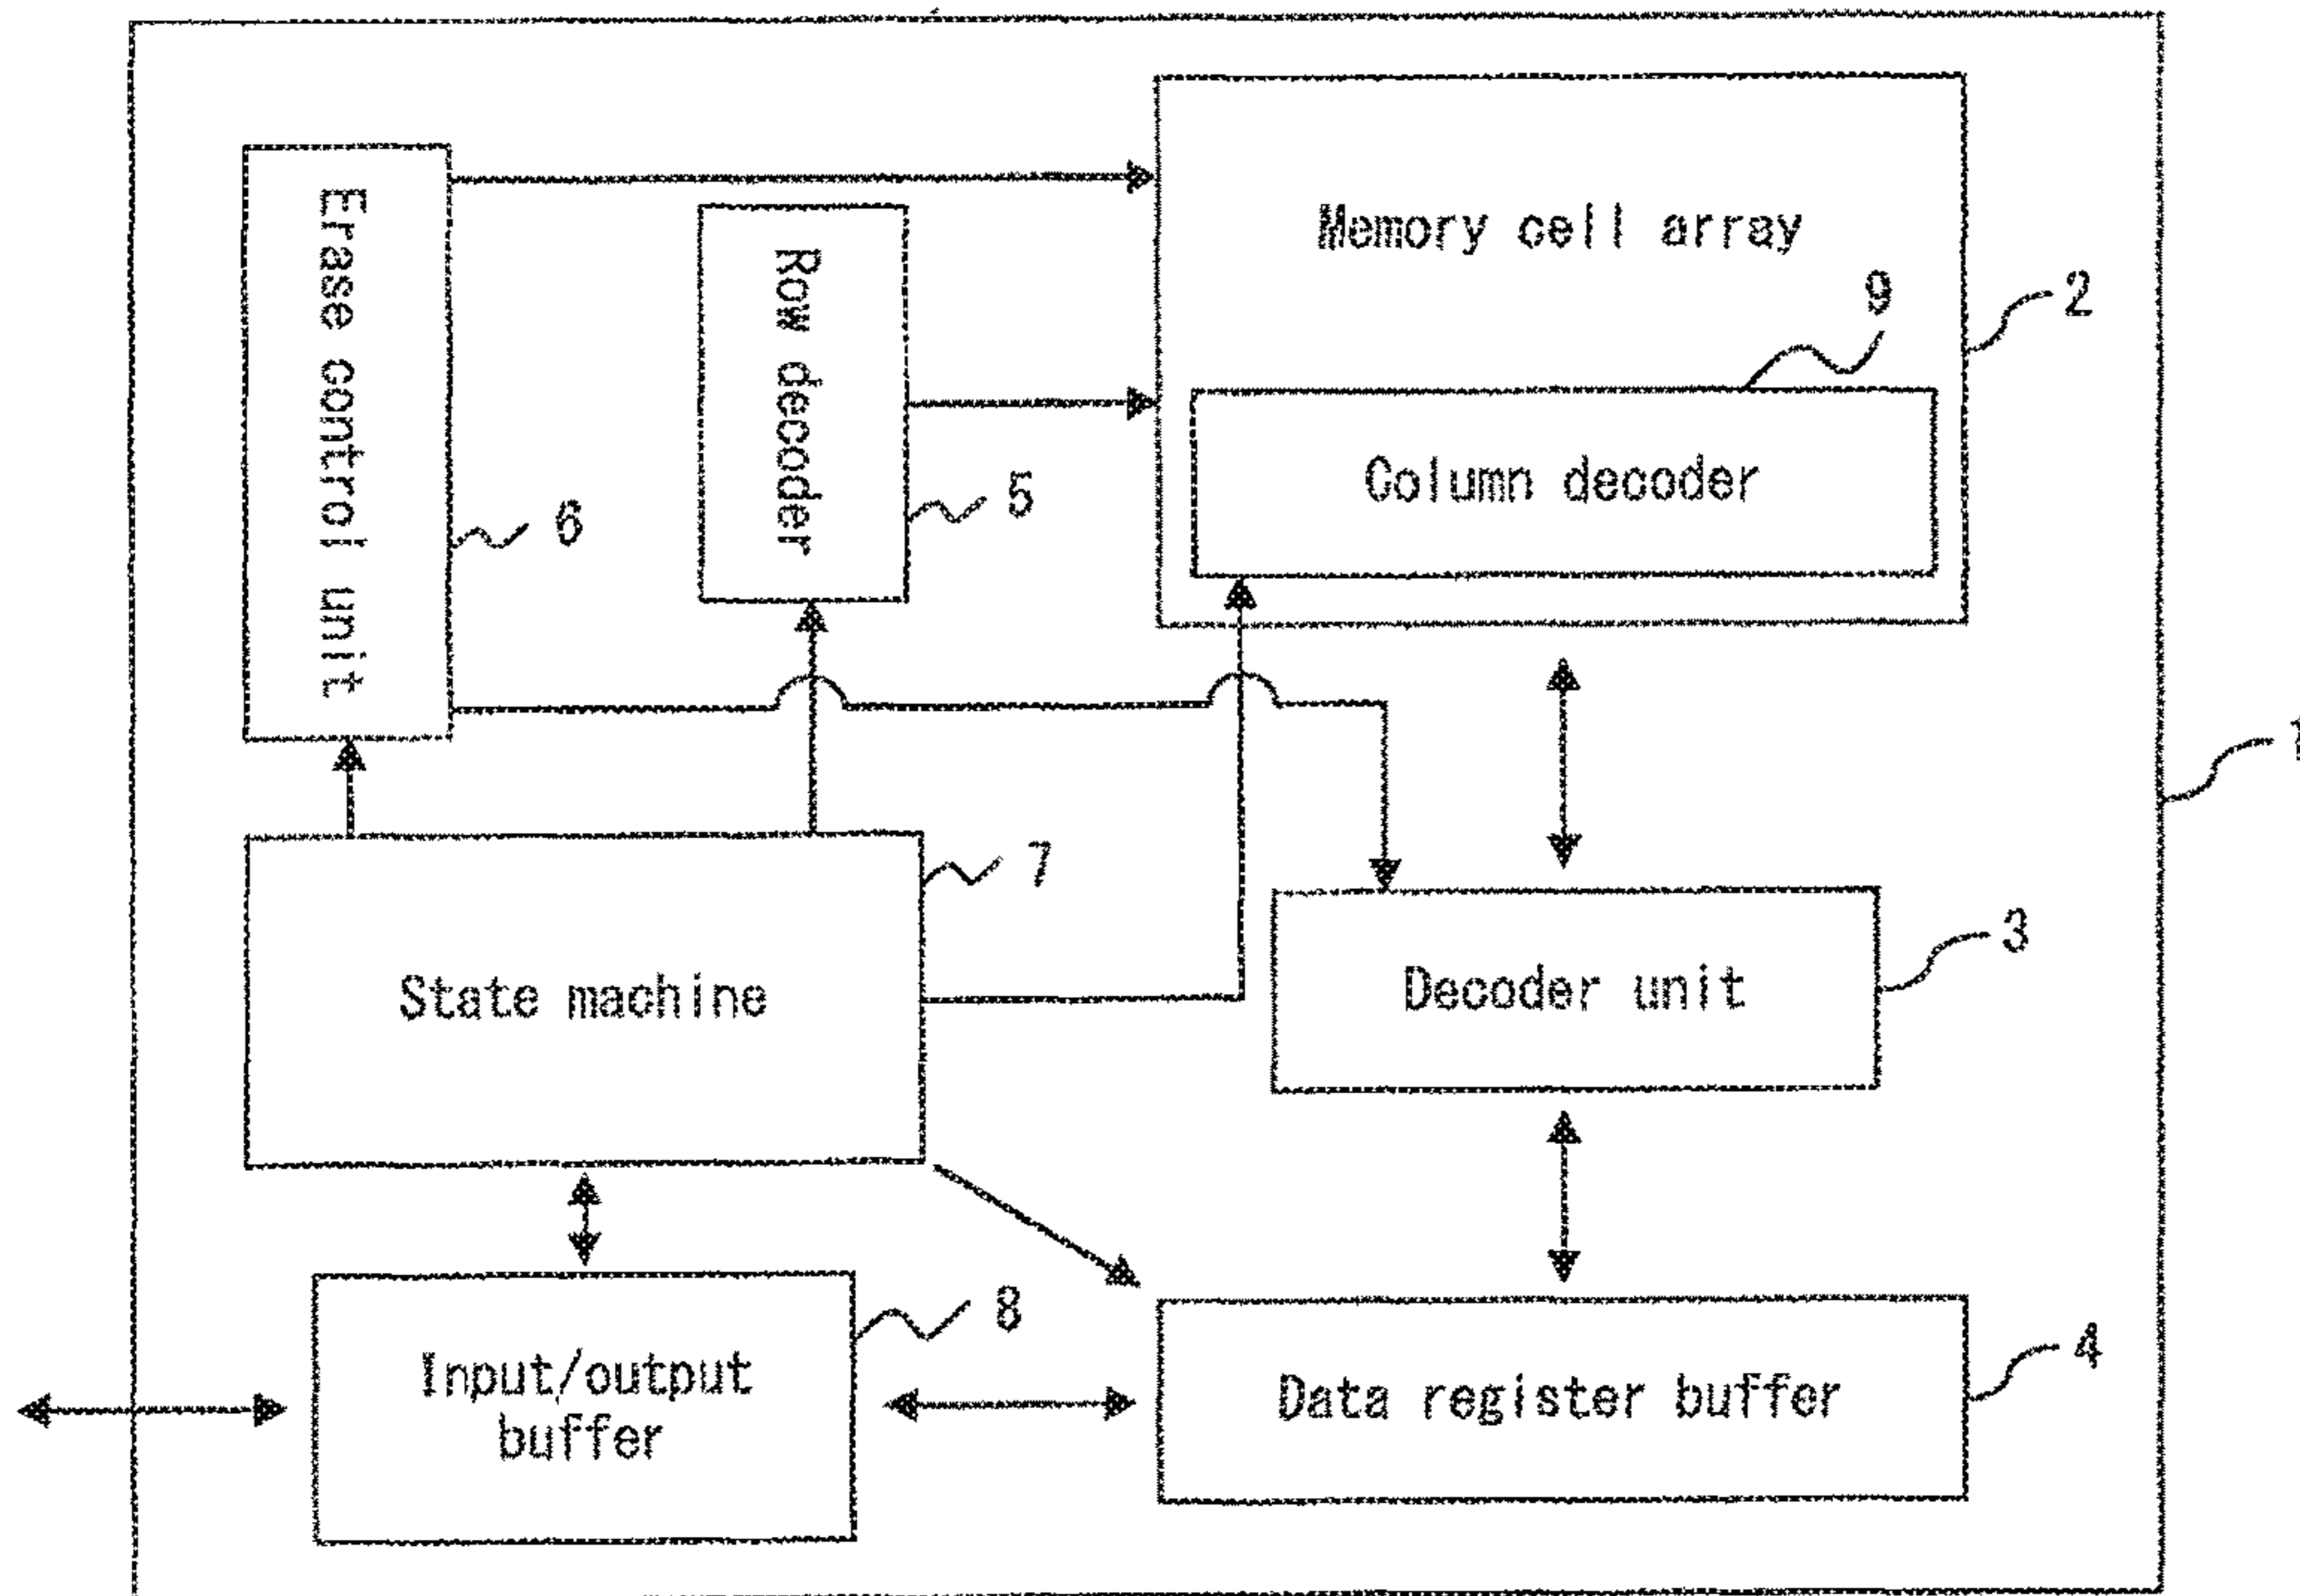 Erase control unit
6
Row decoder
5
Memory cell array
2
9
Column decoder
1
State machine
7
Decoder unit
3
Input/output
buffer
8
Data register buffer
4